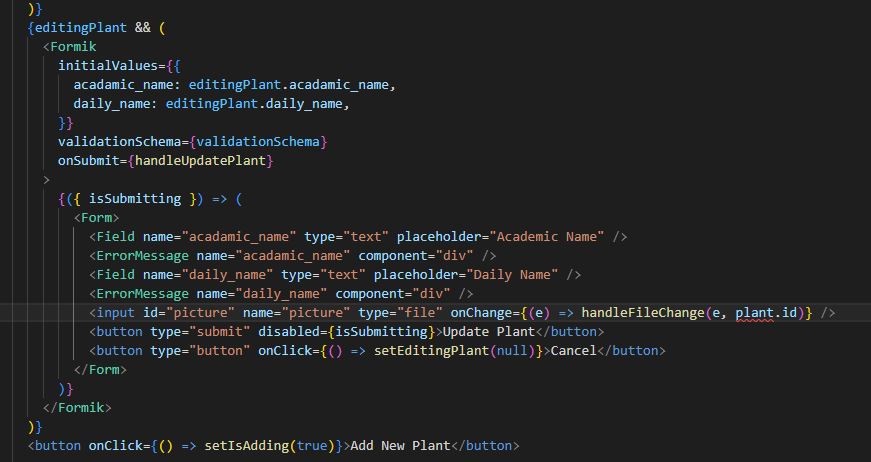 )}
{editingPlant && (
<Formik
initialValues={{
acadamic_name: editingPlant.acadamic_name,
daily_name: editingPlant.daily_name,
}}
validationSchema={validationSchema}
onSubmit={handleUpdatePlant}
>
{({ isSubmitting }) => (
<Form>
<Field name="acadamic_name" type="text" placeholder="Academic Name" />
<ErrorMessage name="acadamic_name" component="div" />
<Field name="daily_name" type="text" placeholder="Daily Name" />
<ErrorMessage name="daily_name" component="div" />
<input id="picture" name="picture" type="file" onChange={(e) => handleFileChange(e, plant.id)} />
<button type="submit" disabled={isSubmitting}>Update Plant</button>
<button type="button" onClick={() => setEditingPlant(null)}>Cancel</button>
</Form>
)}
</Formik>
)}
<button onClick={() => setIsAdding(true)}>Add New Plant</button>